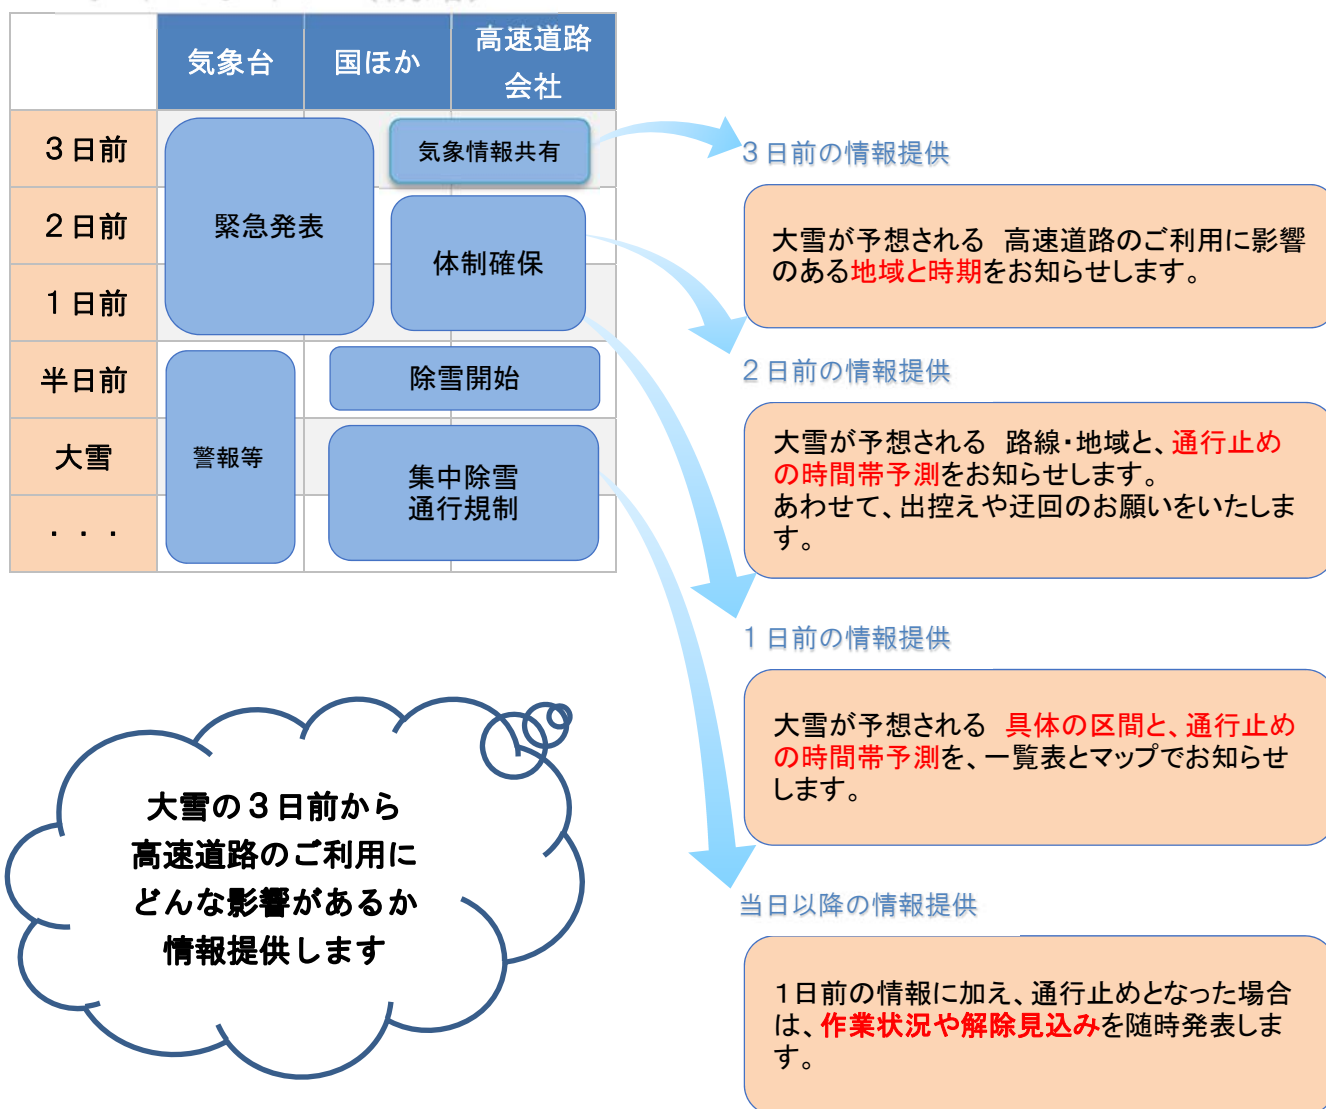 気象台
国ほか
高速道路
会社
3日前
2日前
1日前
半日前
大雪
・・・
緊急発表
気象情報共有
体制確保
除雪開始
警報等
集中除雪
通行規制
3日前の情報提供
大雪が予想される　高速道路のご利用に影響
のある地域と時期をお知らせします。
2日前の情報提供
大雪が予想される　路線・地域と、通行止め
の時間帯予測をお知らせします。
あわせて、出控えや迂回のお願いをいたしま
す。
1日前の情報提供
大雪が予想される　具体の区間と、通行止め
の時間帯予測を、一覧表とマップでお知らせ
します。
当日以降の情報提供
1日前の情報に加え、通行止めとなった場合
は、作業状況や解除見込みを随時発表しま
す。
大雪の３日前から
高速道路のご利用に
どんな影響があるか
情報提供します